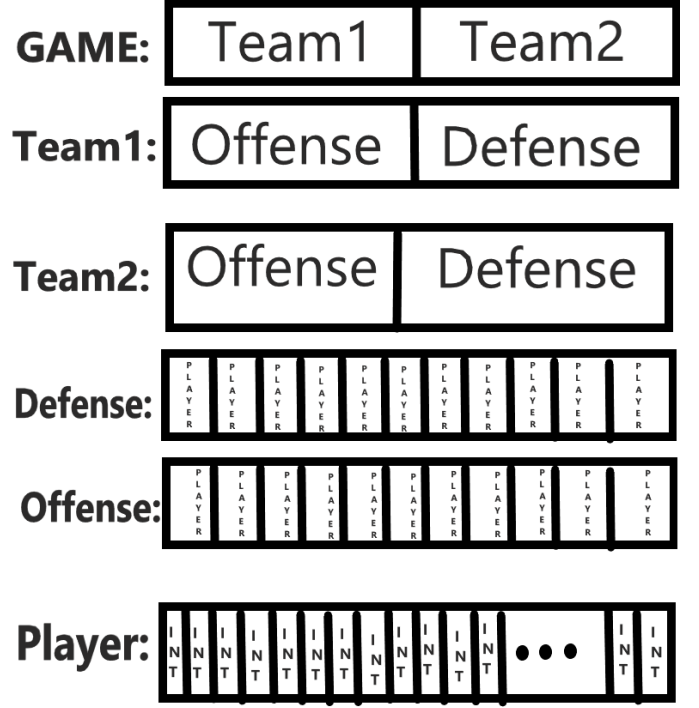 GAME: Team1 Team2
Team1: Offense Defense
Team2: Offense Defense
Defense: PLAYER PLAYER PLAYER PLAYER PLAYER PLAYER PLAYER PLAYER PLAYER PLAYER PLAYER
Offense: PLAYER PLAYER PLAYER PLAYER PLAYER PLAYER PLAYER PLAYER PLAYER PLAYER PLAYER
Player: INT INT INT INT INT INT INT INT INT INT INT INT ... INT INT